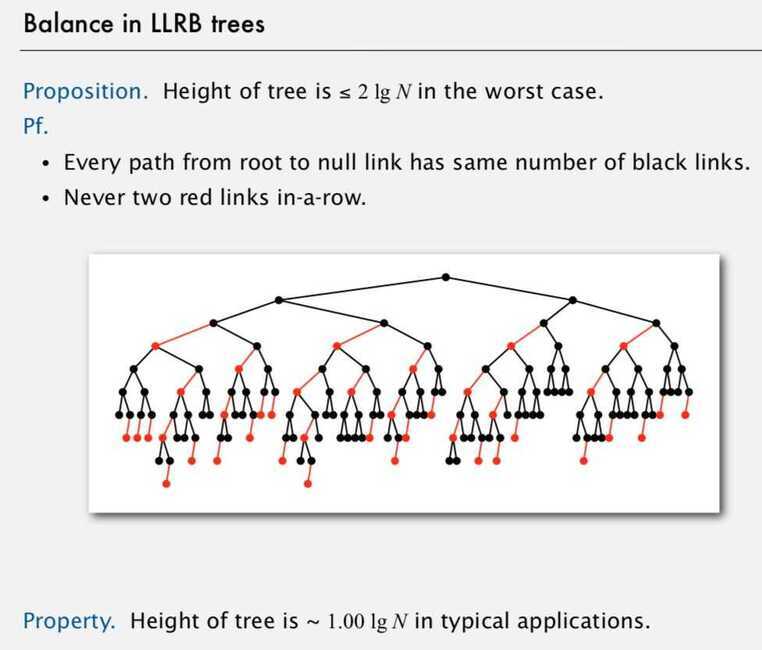 Balance in LLRB trees
Proposition. Height of tree is ≤ 2 lg N in the worst case.
Pf.
• Every path from root to null link has same number of black links.
• Never two red links in-a-row.
Property. Height of tree is ~ 1.00 lg N in typical applications.